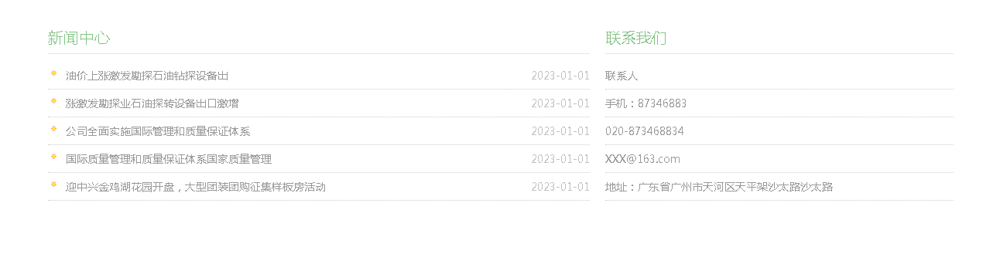 新闻中心
油价上涨激发勘探石油钻探设备出 2023-01-01
涨激发勘探业石油探转设备出口激增 2023-01-01
公司全面实施国际管理和质量保证体系 2023-01-01
国际质量管理和质量保证体系国家质量管理 2023-01-01
迎中兴金鸡湖花园开盘，大型团装团购征集样板房活动 2023-01-01
联系我们
联系人
手机：87346883
020-873468834
XXX@163.com
地址：广东省广州市天河区天平架沙太路沙太路